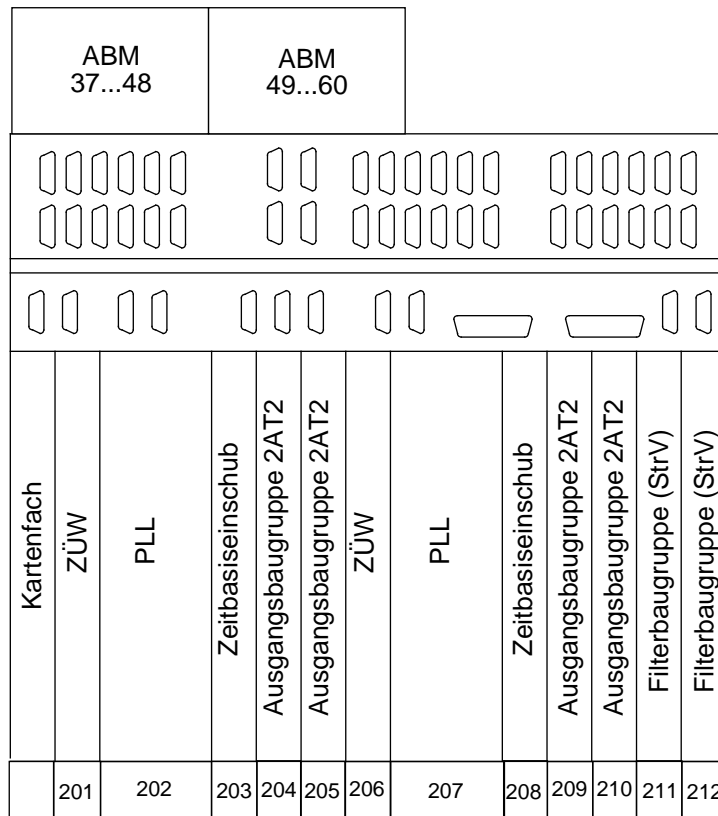 ABM
37...48
ABM
49...60
Kartenfach
ZÜW
PLL
Zeitbasiseinschub
Ausgangsbaugruppe 2AT2
Ausgangsbaugruppe 2AT2
ZÜW
PLL
Zeitbasiseinschub
Ausgangsbaugruppe 2AT2
Ausgangsbaugruppe 2AT2
Filterbaugruppe (StrV)
Filterbaugruppe (StrV)
201 202 203 204 205 206 207 208 209 210 211 212